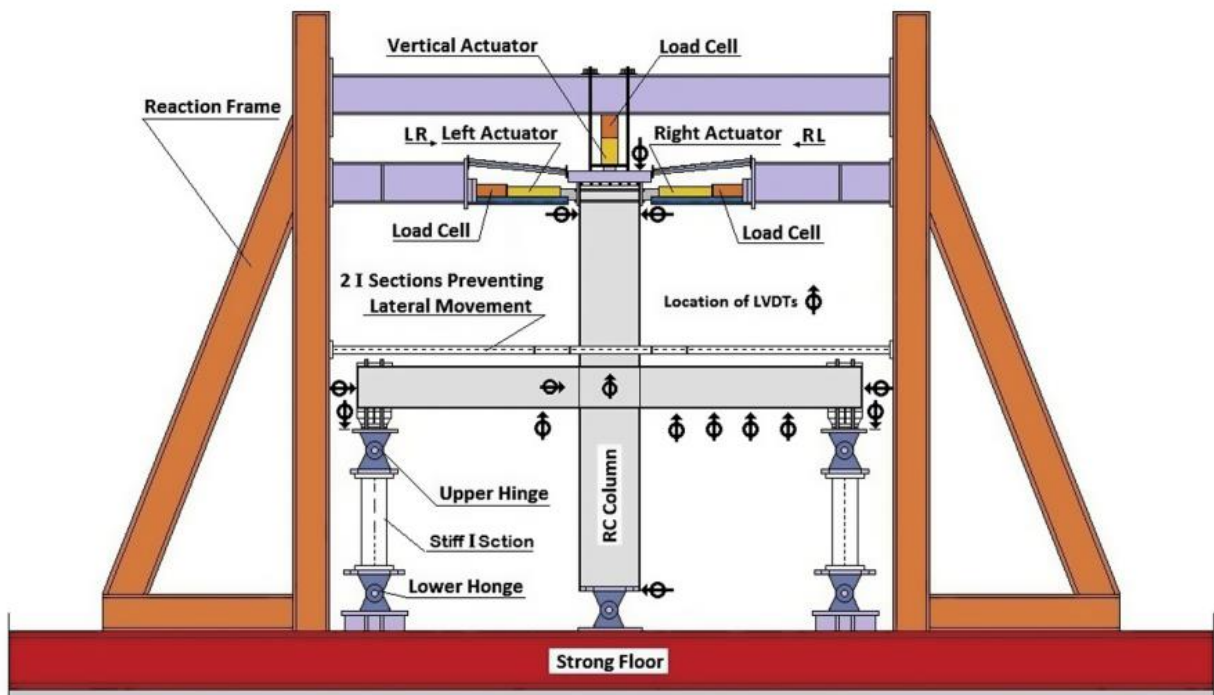 Vertical Actuator
Load Cell
Reaction Frame
LR
Left Actuator
Right Actuator
RL
Load Cell
Load Cell
2 I Sections Preventing
Lateral Movement
Location of LVDTs
RC Column
Upper Hinge
Stiff I Sction
Lower Honge
Strong Floor